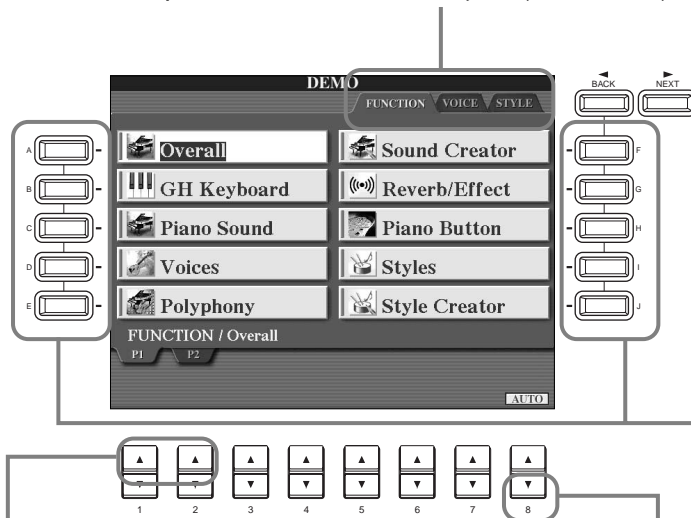 DEMO
FUNCTION VOICE STYLE
BACK NEXT
A Overall Sound Creator F
B GH Keyboard Reverb/Effect G
C Piano Sound Piano Button H
D Voices Styles I
E Polyphony Style Creator J
FUNCTION / Overall
P1 P2
AUTO
1 2 3 4 5 6 7 8